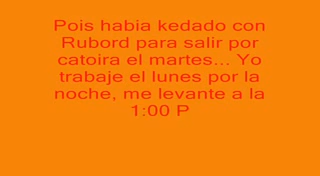 Pois habia kedado con
Rubord para salir por
catoira el martes... Yo
trabaje el lunes por la
noche, me levante a la
1:00 P